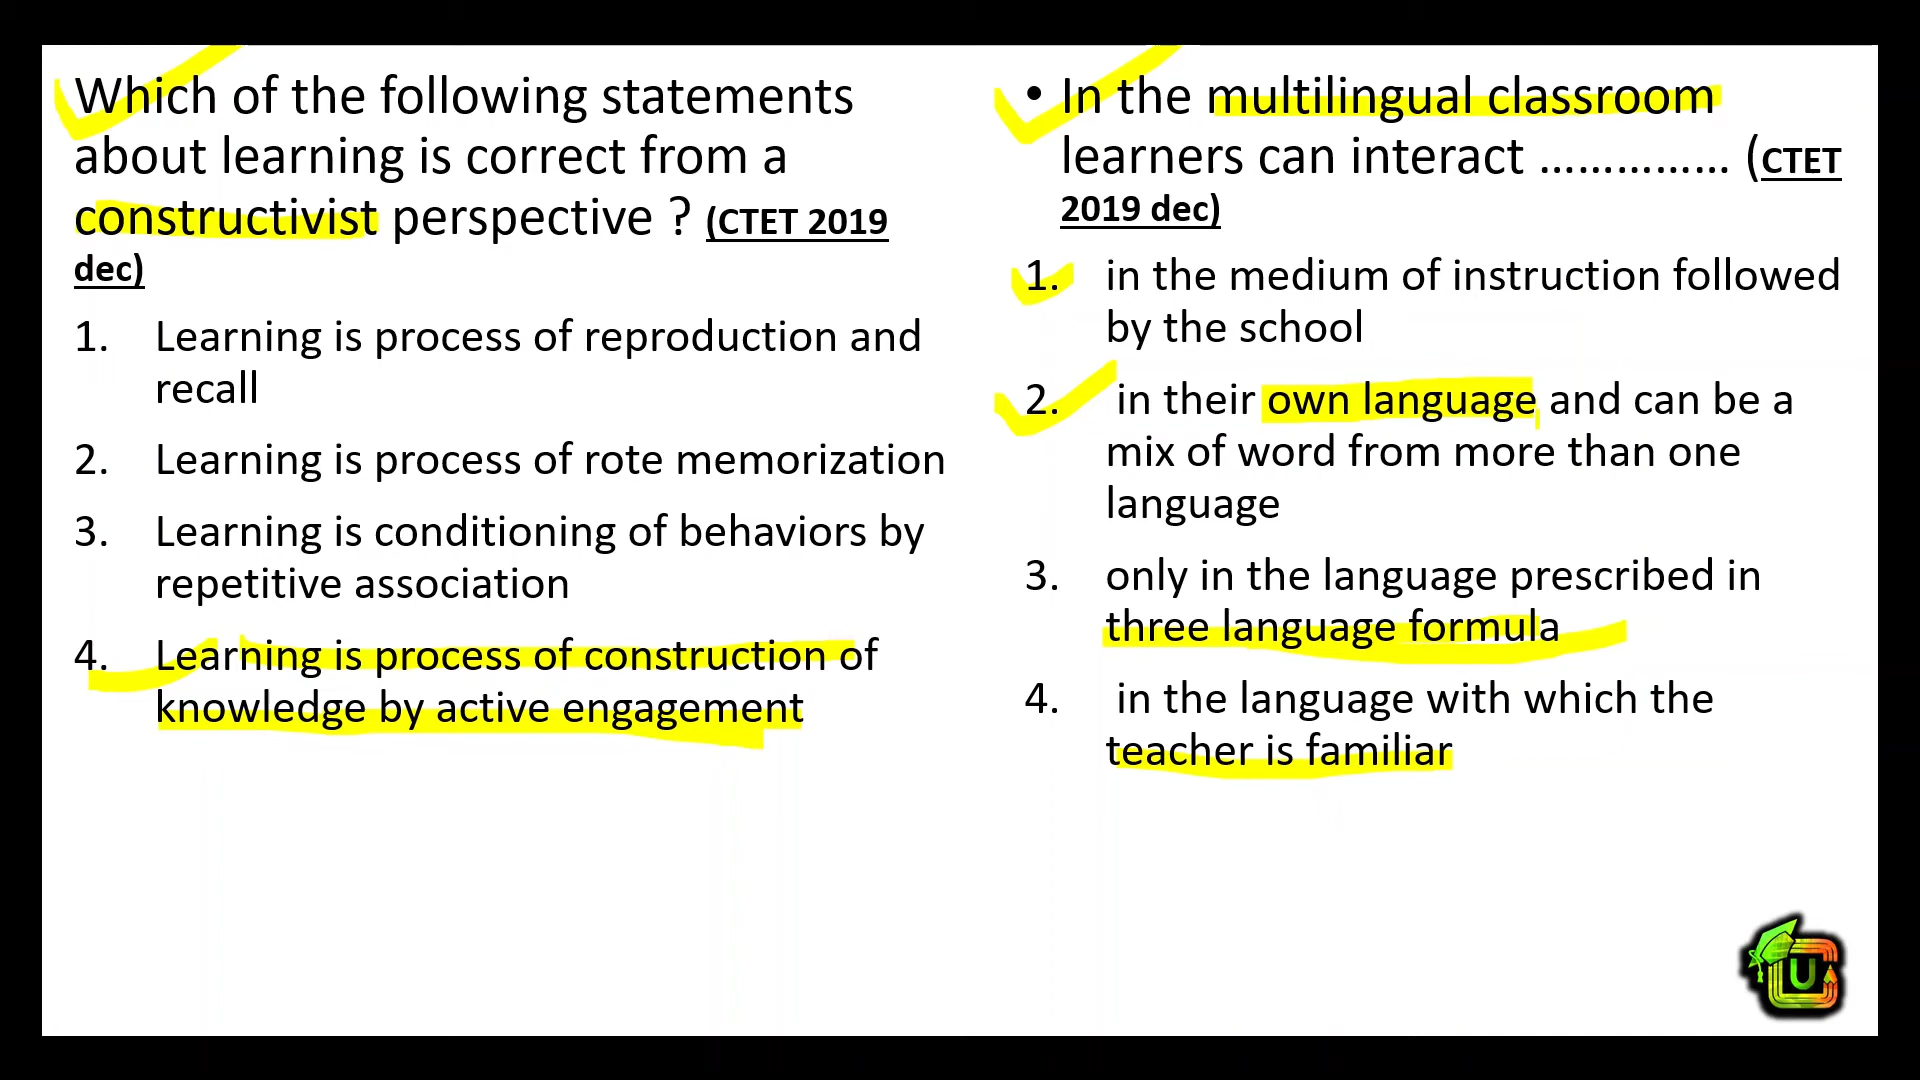 Which of the following statements
about learning is correct from a
constructivist perspective ? (CTET 2019
dec)
1. Learning is process of reproduction and
recall
2. Learning is process of rote memorization
3. Learning is conditioning of behaviors by
repetitive association
4. Learning is process of construction of
knowledge by active engagement
• In the multilingual classroom
learners can interact …………… (CTET
2019 dec)
1. in the medium of instruction followed
by the school
2. in their own language and can be a
mix of word from more than one
language
3. only in the language prescribed in
three language formula
4. in the language with which the
teacher is familiar
U